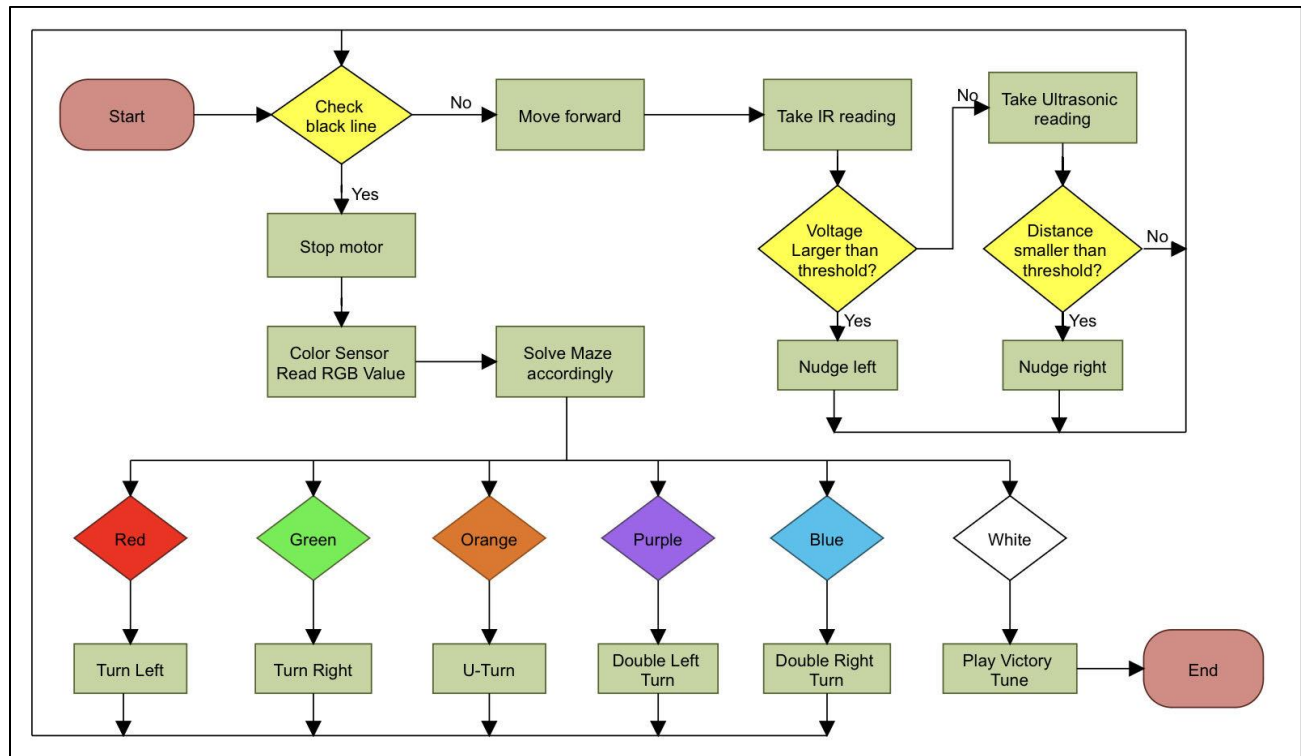 Start
Check
black line
No
Move forward
Take IR reading
No
Take Ultrasonic
reading
Yes
Stop motor
Voltage
Larger than
threshold?
Distance
smaller than
threshold?
No
Yes
Yes
Color Sensor
Read RGB Value
Solve Maze
accordingly
Nudge left
Nudge right
Red
Green
Orange
Purple
Blue
White
Turn Left
Turn Right
U-Turn
Double Left
Turn
Double Right
Turn
Play Victory
Tune
End